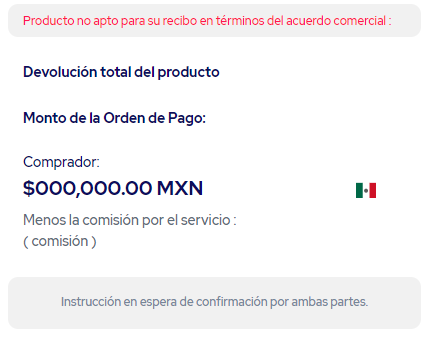 Producto no apto para su recibo en términos del acuerdo comercial :
Devolución total del producto
Monto de la Orden de Pago:
Comprador:
$000,000.00 MXN
Menos la comisión por el servicio :
( comisión )
Instrucción en espera de confirmación por ambas partes.